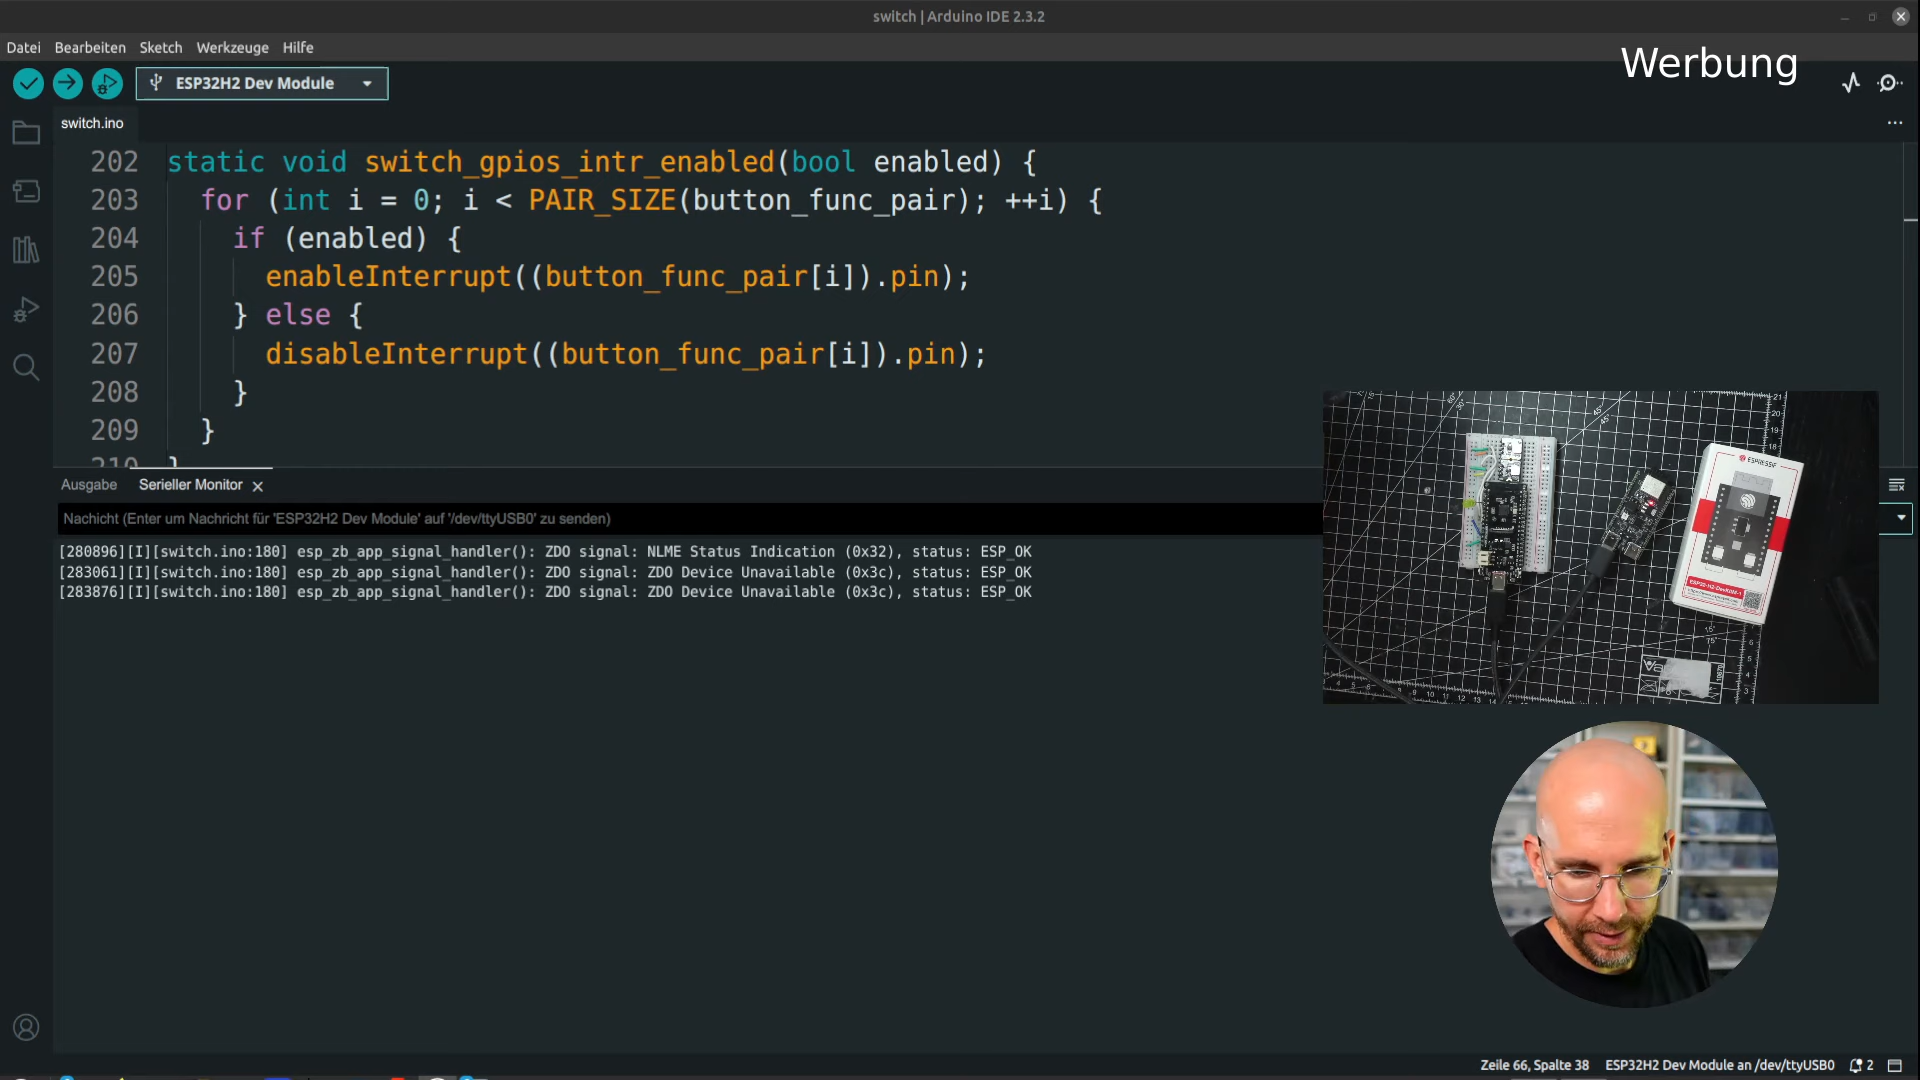 switch | Arduino IDE 2.3.2
Datei Bearbeiten Sketch Werkzeuge Hilfe
Werbung
ESP32H2 Dev Module
switch.ino
202 static void switch_gpios_intr_enabled(bool enabled) {
203 for (int i = 0; i < PAIR_SIZE(button_func_pair); ++i) {
204 if (enabled) {
205 enableInterrupt((button_func_pair[i]).pin);
206 } else {
207 disableInterrupt((button_func_pair[i]).pin);
208 }
209 }
210 }
Ausgabe Serieller Monitor
Nachicht (Enter um Nachricht für 'ESP32H2 Dev Module' auf '/dev/ttyUSB0' zu senden)
[280896][I][switch.ino:180] esp_zb_app_signal_handler(): ZDO signal: NLME Status Indication (0x32), status: ESP_OK
[283061][I][switch.ino:180] esp_zb_app_signal_handler(): ZDO signal: ZDO Device Unavailable (0x3c), status: ESP_OK
[283876][I][switch.ino:180] esp_zb_app_signal_handler(): ZDO signal: ZDO Device Unavailable (0x3c), status: ESP_OK
ESPRESSIF
ESP32-H2-DevKitM-1
Zeile 66, Spalte 38 ESP32H2 Dev Module an /dev/ttyUSB0 2